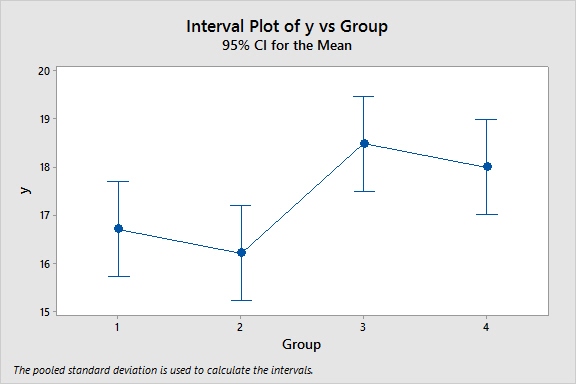 Interval Plot of y vs Group
95% CI for the Mean
20
19
18
17
16
15
y
1 2 3 4
Group
The pooled standard deviation is used to calculate the intervals.